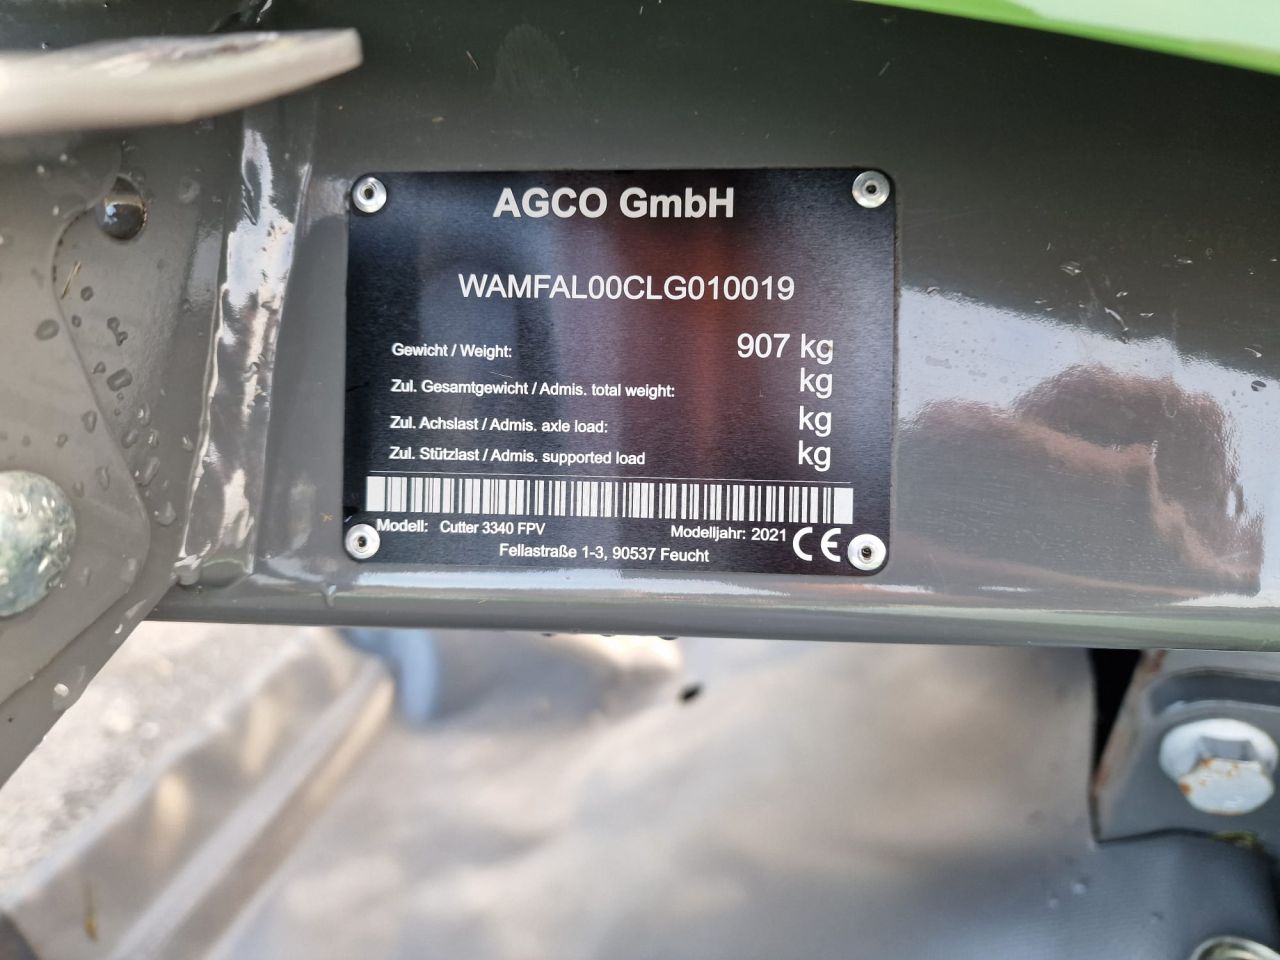 AGCO GmbH
WAMFAL00CLG010019
Gewicht / Weight: 907 kg
Zul. Gesamtgewicht / Admis. total weight: kg
Zul. Achslast / Admis. axle load: kg
Zul. Stützlast / Admis. supported load kg
Modell: Cutter 3340 FPV Modelljahr: 2021 CE
Fellastraße 1-3, 90537 Feucht